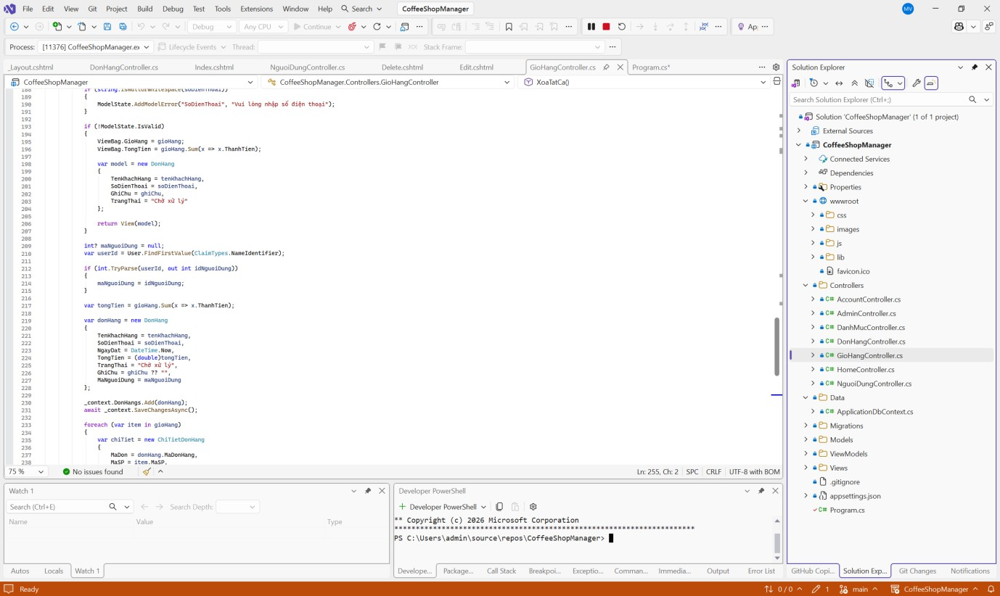 File Edit View Git Project Build Debug Test Tools Extensions Window Help Search CoffeeShopManager MV
Debug Any CPU Continue Ap
Process: [11376] CoffeeShopManager.ex Lifecycle Events Thread: Stack Frame:
_Layout.cshtml DonHangController.cs Index.cshtml NguoiDungController.cs Delete.cshtml Edit.cshtml GioHangController.cs Program.cs*
CoffeeShopManager CoffeeShopManager.Controllers.GioHangController XoaTatCa()
188 if (string.IsNullOrWhiteSpace(soDienThoai))
189 {
190 ModelState.AddModelError("SoDienThoai", "Vui lòng nhập số điện thoại");
191 }
192
193 if (!ModelState.IsValid)
194 {
195 ViewBag.GioHang = gioHang;
196 ViewBag.TongTien = gioHang.Sum(x => x.ThanhTien);
197
198 var model = new DonHang
199 {
200 TenKhachHang = tenKhachHang,
201 SoDienThoai = soDienThoai,
202 GhiChu = ghiChu,
203 TrangThai = "Chờ xử lý"
204 };
205
206 return View(model);
207 }
208
209 int? maNguoiDung = null;
210 var userId = User.FindFirstValue(ClaimTypes.NameIdentifier);
211
212 if (int.TryParse(userId, out int idNguoiDung))
213 {
214 maNguoiDung = idNguoiDung;
215 }
216
217 var tongTien = gioHang.Sum(x => x.ThanhTien);
218
219 var donHang = new DonHang
220 {
221 TenKhachHang = tenKhachHang,
222 SoDienThoai = soDienThoai,
223 NgayDat = DateTime.Now,
224 TongTien = (double)tongTien,
225 TrangThai = "Chờ xử lý",
226 GhiChu = ghiChu ?? "",
227 MaNguoiDung = maNguoiDung
228 };
229
230 _context.DonHangs.Add(donHang);
231 await _context.SaveChangesAsync();
232
233 foreach (var item in gioHang)
234 {
235 var chiTiet = new ChiTietDonHang
236 {
237 MaDon = donHang.MaDonHang,
238 MaSP = item.MaSP,
75 % No issues found Ln: 255, Ch: 2 SPC CRLF UTF-8 with BOM
Watch 1
Search (Ctrl+E) Search Depth:
Name Value Type
Autos Locals Watch 1
Developer PowerShell
Developer PowerShell
** Copyright (c) 2026 Microsoft Corporation
**********************************************************************
PS C:\Users\admin\source\repos\CoffeeShopManager>
Develope... Package... Call Stack Breakpoi... Exceptio... Comman... Immedia... Output Error List
Solution Explorer
Search Solution Explorer (Ctrl+;)
Solution 'CoffeeShopManager' (1 of 1 project)
External Sources
CoffeeShopManager
Connected Services
Dependencies
Properties
wwwroot
css
images
js
lib
favicon.ico
Controllers
C# AccountController.cs
C# AdminController.cs
C# DanhMucController.cs
C# DonHangController.cs
C# GioHangController.cs
C# HomeController.cs
C# NguoiDungController.cs
Data
C# ApplicationDbContext.cs
Migrations
Models
ViewModels
Views
.gitignore
appsettings.json
C# Program.cs
GitHub Copi... Solution Exp... Git Changes Notifications
Ready 0 / 0 1 main CoffeeShopManager